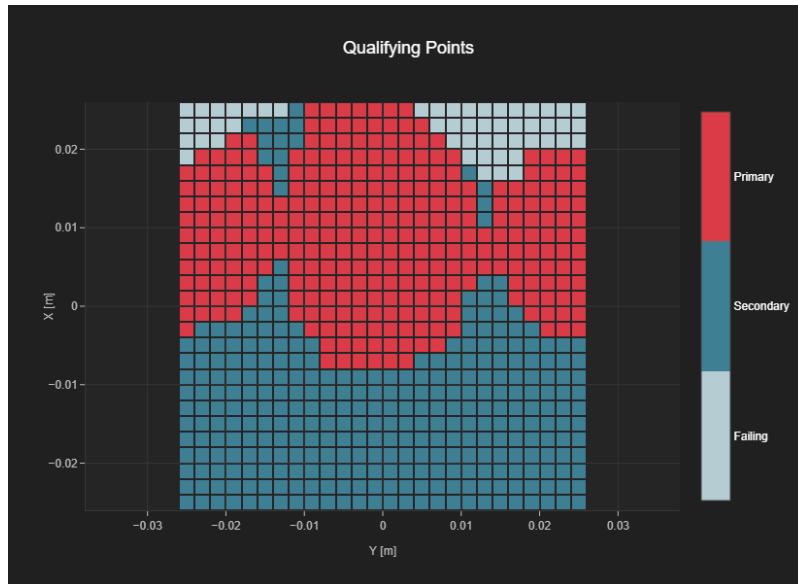 Qualifying Points
Primary
Secondary
Failing
X [m]
0.02
0.01
0
−0.01
−0.02
−0.03
−0.02
−0.01
0
0.01
0.02
0.03
Y [m]